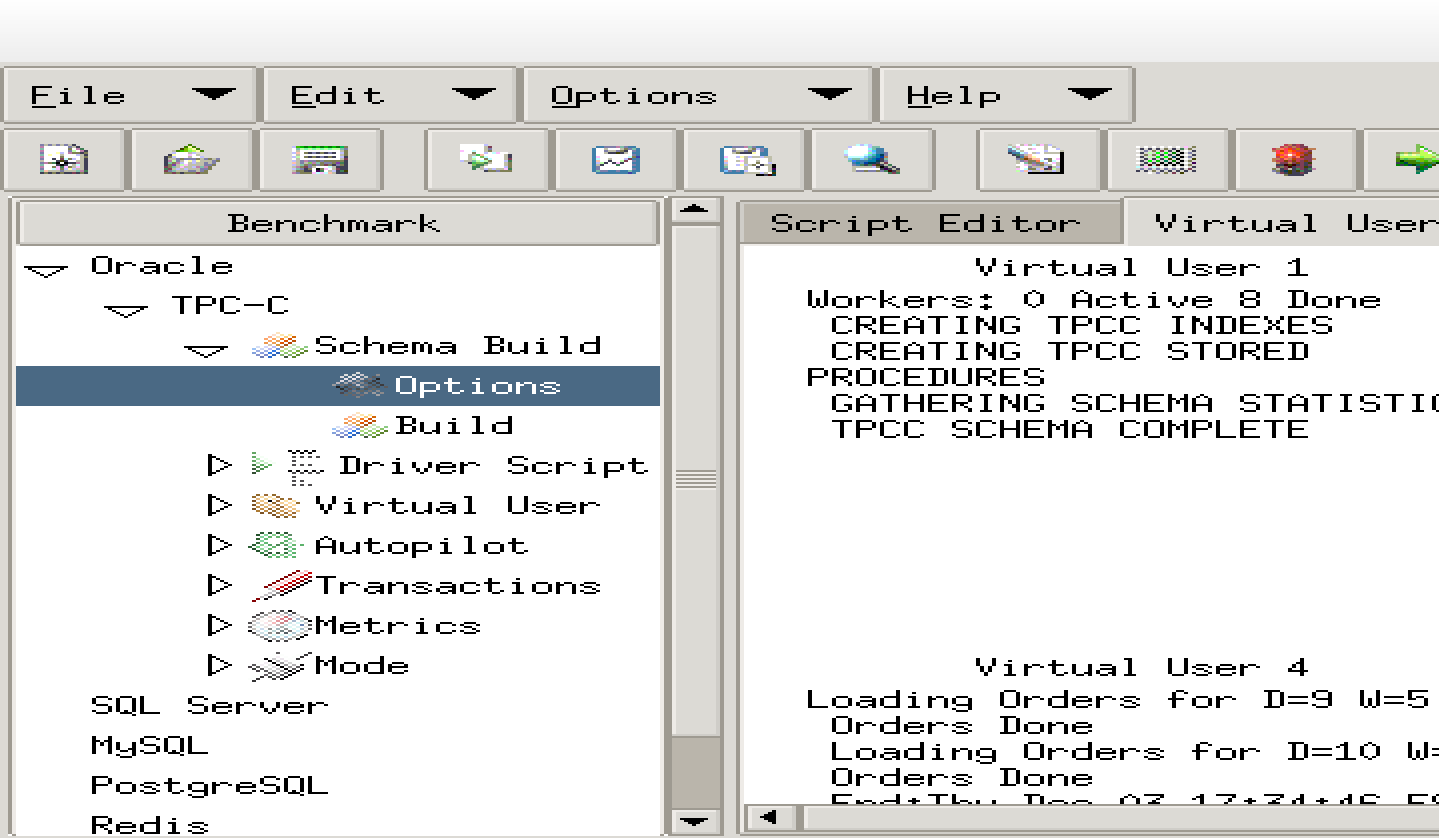 File Edit Options Help
Benchmark
Oracle
TPC-C
Schema Build
Options
Build
Driver Script
Virtual User
Autopilot
Transactions
Metrics
Mode
SQL Server
MySQL
PostgreSQL
Redis
Script Editor Virtual User
Virtual User 1
Workers: 0 Active 8 Done
CREATING TPCC INDEXES
CREATING TPCC STORED
PROCEDURES
GATHERING SCHEMA
TPCC SCHEMA COMPLETE
Virtual User 4
Loading Orders for D=9 W=5
Orders Done
Loading Orders for D=10
Orders Done